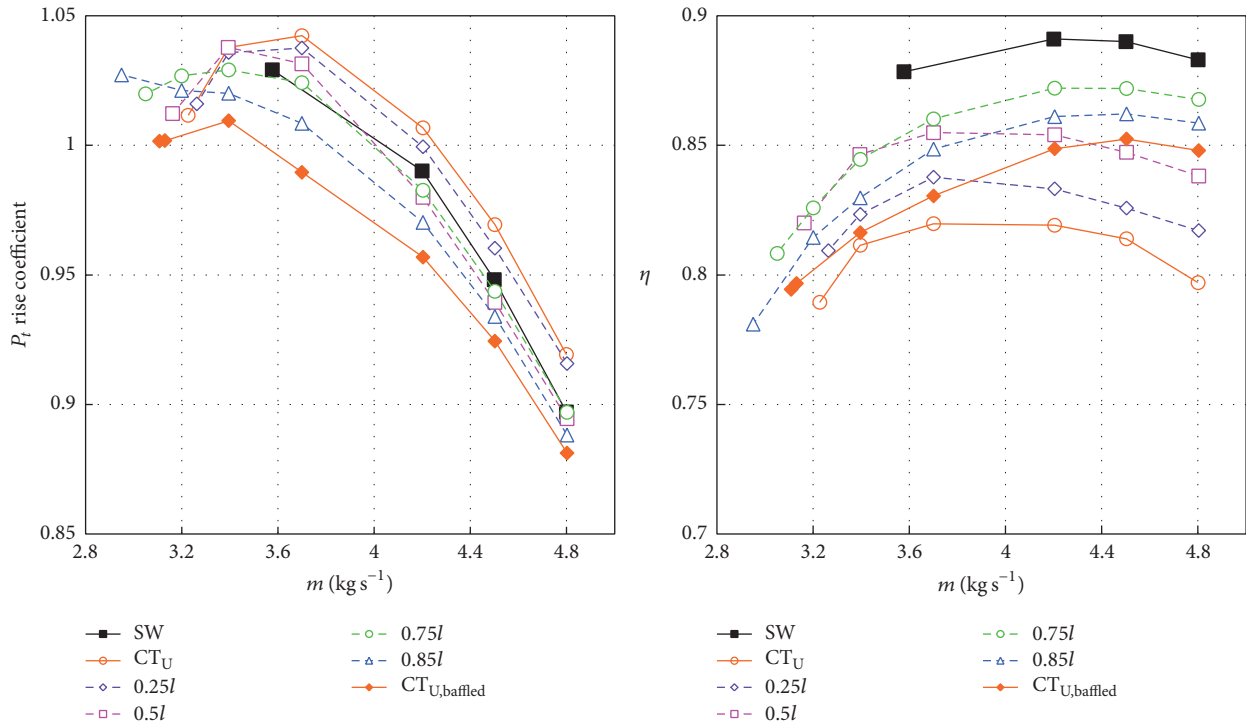 1.05
1
0.95
0.9
0.85
P_t rise coefficient
2.8 3.2 3.6 4 4.4 4.8
m (kg s⁻¹)
SW
CT_U
0.25l
0.5l
0.75l
0.85l
CT_U,baffled
0.9
0.85
0.8
0.75
0.7
η
2.8 3.2 3.6 4 4.4 4.8
m (kg s⁻¹)
SW
CT_U
0.25l
0.5l
0.75l
0.85l
CT_U,baffled